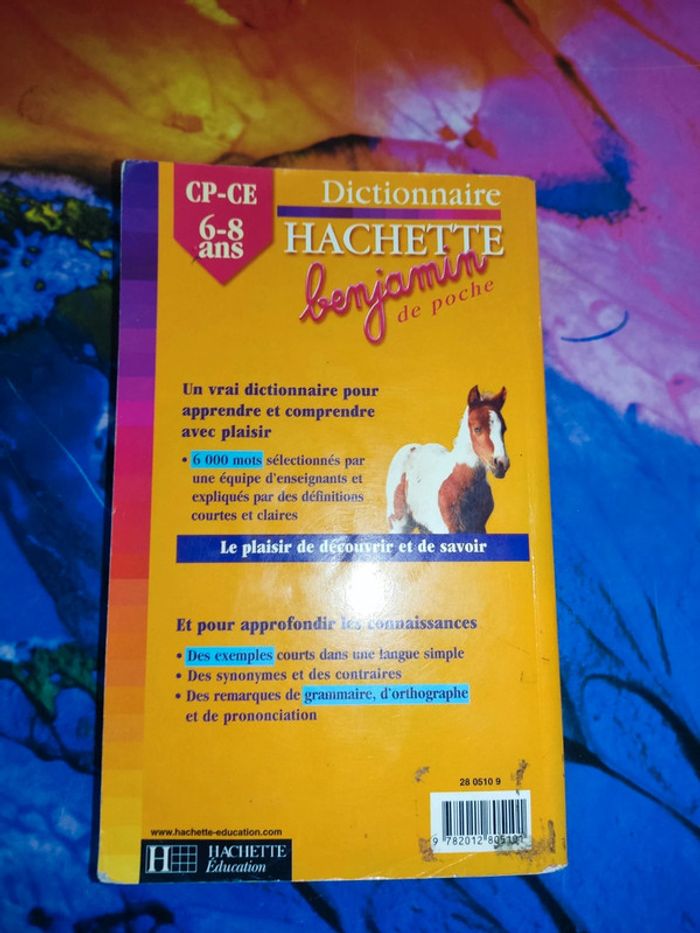 CP-CE
6-8
ans
Dictionnaire
HACHETTE
benjamin
de poche
Un vrai dictionnaire pour
apprendre et comprendre
avec plaisir
• 6 000 mots sélectionnés par
une équipe d'enseignants et
expliqués par des définitions
courtes et claires
Le plaisir de découvrir et de savoir
Et pour approfondir les connaissances
• Des exemples courts dans une langue simple
• Des synonymes et des contraires
• Des remarques de grammaire, d'orthographe
et de prononciation
28 0510 9
9 782012 805101
www.hachette-education.com
H HACHETTE
Éducation